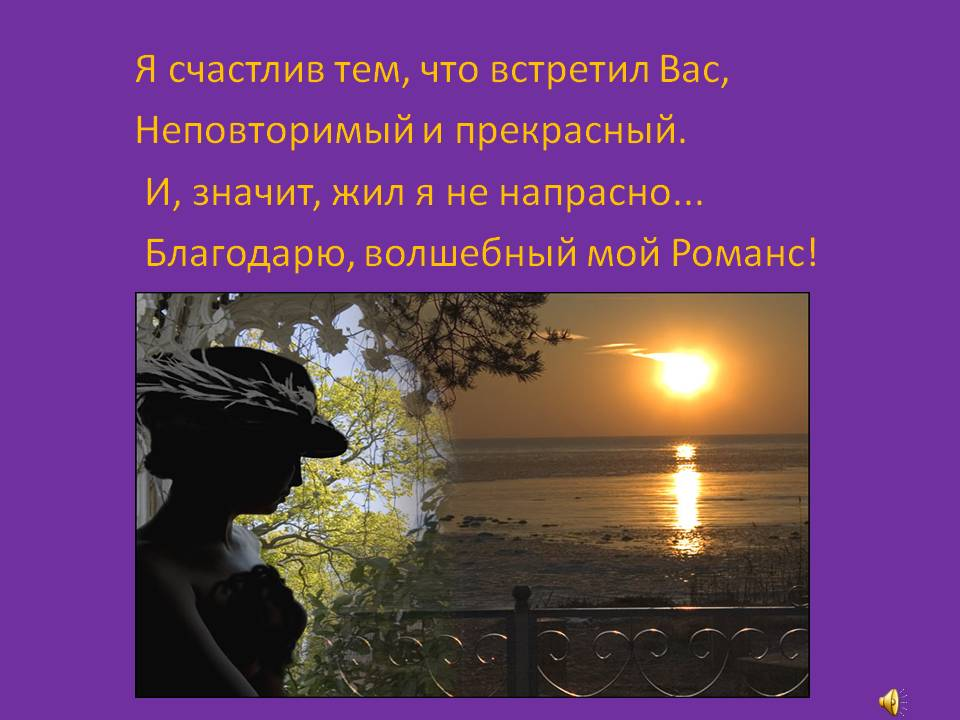 Я счастлив тем, что встретил Вас,
Неповторимый и прекрасный.
И, значит, жил я не напрасно...
Благодарю, волшебный мой Романс!